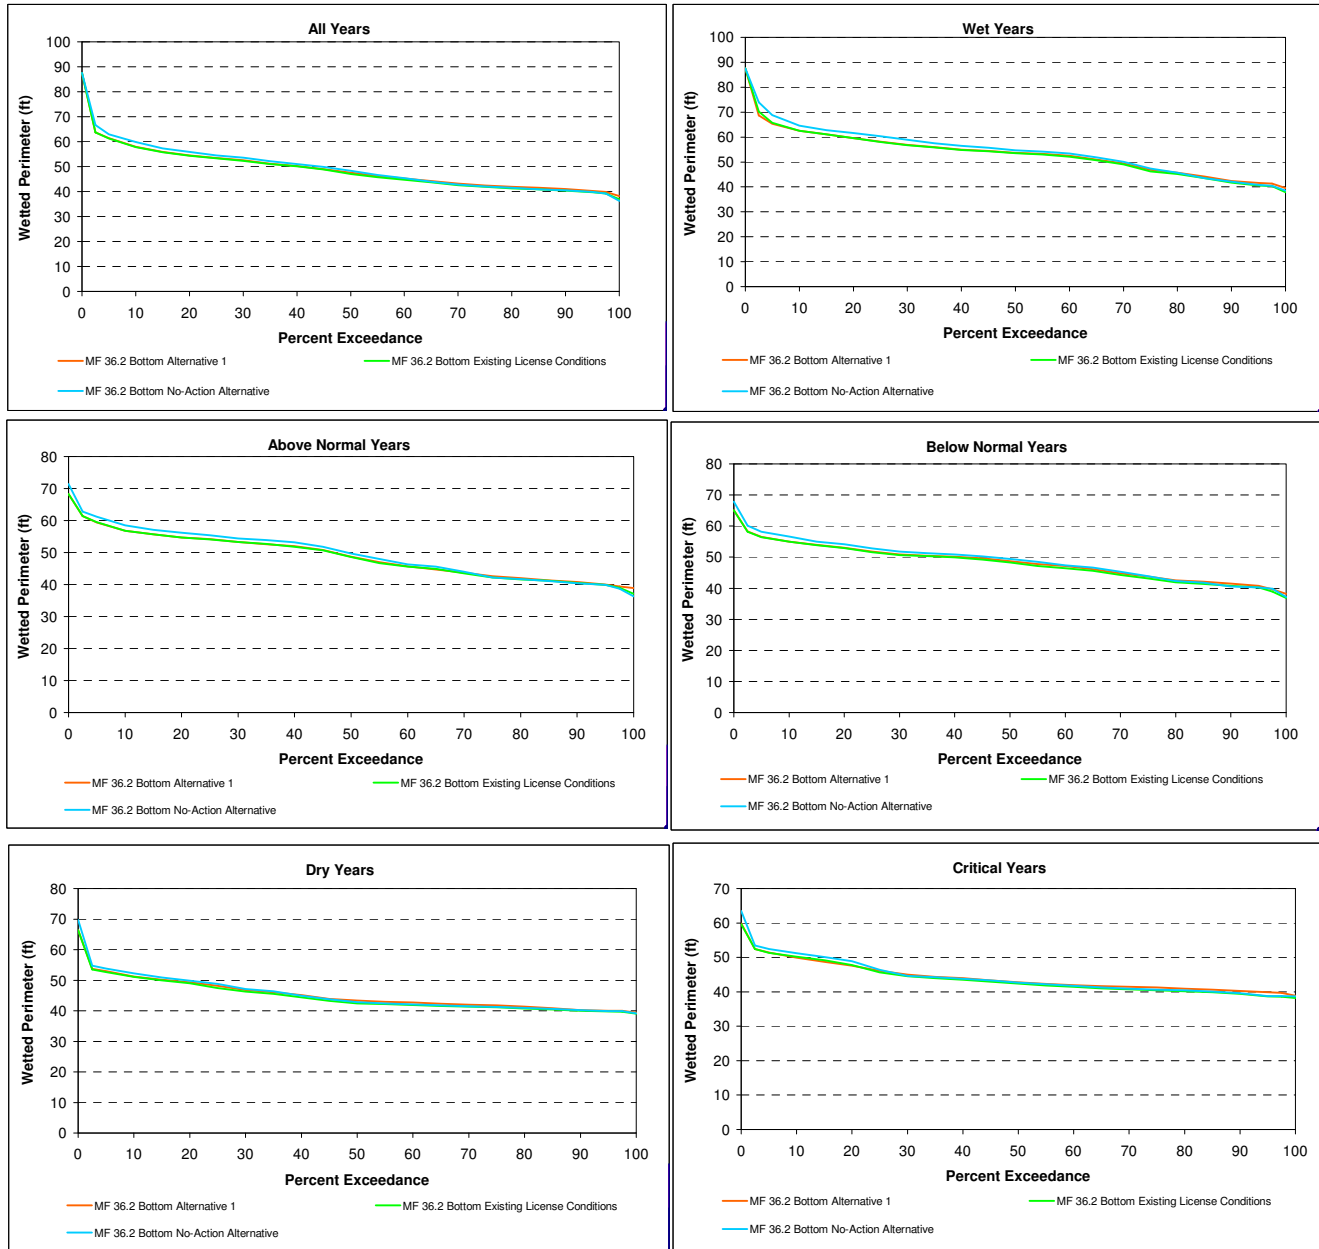 All Years
Wetted Perimeter (ft)
100
90
80
70
60
50
40
30
20
10
0
0 10 20 30 40 50 60 70 80 90 100
Percent Exceedance
MF 36.2 Bottom Alternative 1
MF 36.2 Bottom Existing License Conditions
MF 36.2 Bottom No-Action Alternative
Wet Years
Wetted Perimeter (ft)
100
90
80
70
60
50
40
30
20
10
0
0 10 20 30 40 50 60 70 80 90 100
Percent Exceedance
MF 36.2 Bottom Alternative 1
MF 36.2 Bottom Existing License Conditions
MF 36.2 Bottom No-Action Alternative
Above Normal Years
Wetted Perimeter (ft)
80
70
60
50
40
30
20
10
0
0 10 20 30 40 50 60 70 80 90 100
Percent Exceedance
MF 36.2 Bottom Alternative 1
MF 36.2 Bottom Existing License Conditions
MF 36.2 Bottom No-Action Alternative
Below Normal Years
Wetted Perimeter (ft)
80
70
60
50
40
30
20
10
0
0 10 20 30 40 50 60 70 80 90 100
Percent Exceedance
MF 36.2 Bottom Alternative 1
MF 36.2 Bottom Existing License Conditions
MF 36.2 Bottom No-Action Alternative
Dry Years
Wetted Perimeter (ft)
80
70
60
50
40
30
20
10
0
0 10 20 30 40 50 60 70 80 90 100
Percent Exceedance
MF 36.2 Bottom Alternative 1
MF 36.2 Bottom Existing License Conditions
MF 36.2 Bottom No-Action Alternative
Critical Years
Wetted Perimeter (ft)
70
60
50
40
30
20
10
0
0 10 20 30 40 50 60 70 80 90 100
Percent Exceedance
MF 36.2 Bottom Alternative 1
MF 36.2 Bottom Existing License Conditions
MF 36.2 Bottom No-Action Alternative